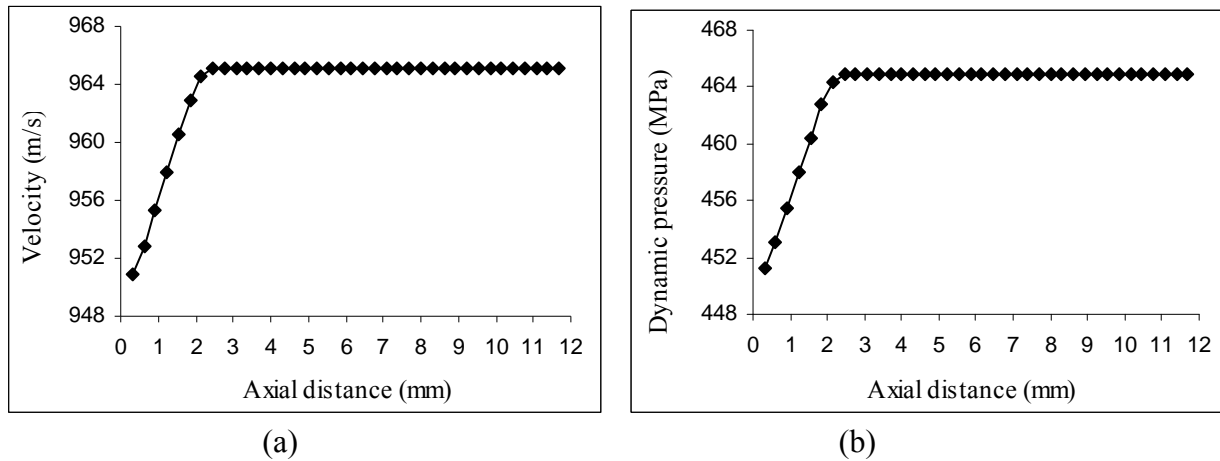 968
964
960
956
952
948
Velocity (m/s)
0 1 2 3 4 5 6 7 8 9 10 11 12
Axial distance (mm)
(a)
468
464
460
456
452
448
Dynamic pressure (MPa)
0 1 2 3 4 5 6 7 8 9 10 11 12
Axial distance (mm)
(b)